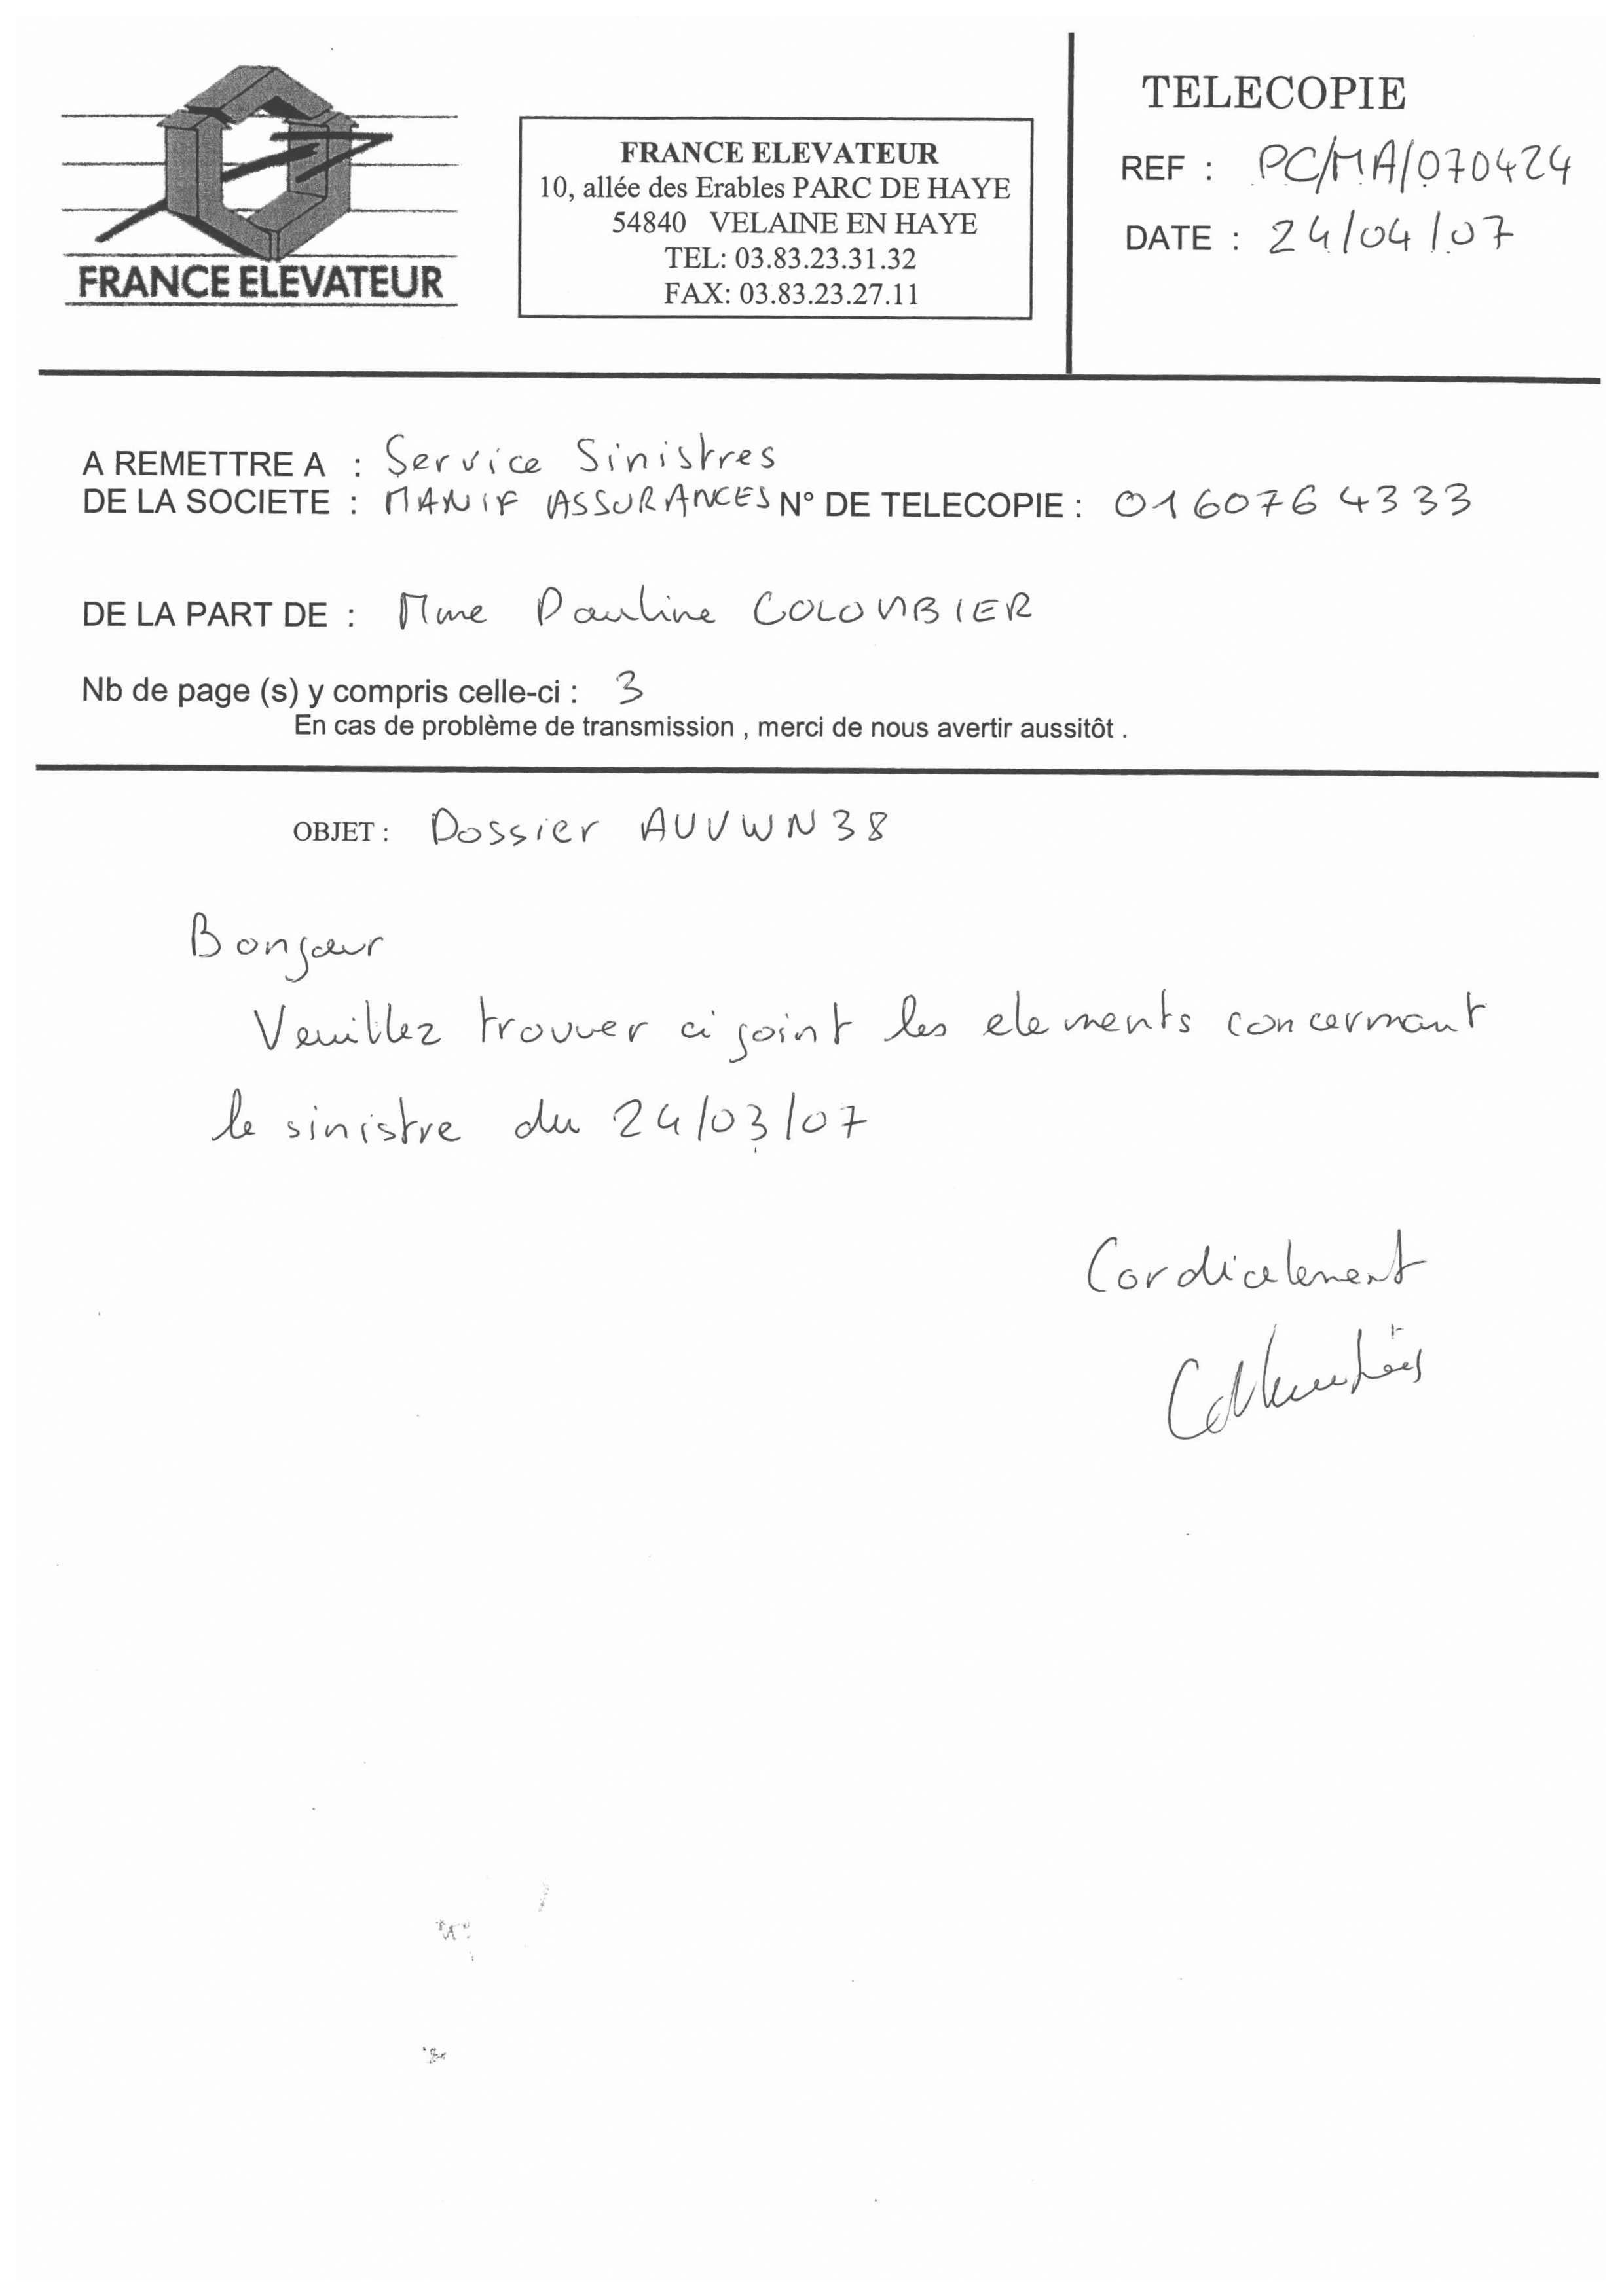 FRANCE ELEVATEUR
FRANCE ELEVATEUR
10, allée des Erables PARC DE HAYE
54840 VELAINE EN HAYE
TEL: 03.83.23.31.32
FAX: 03.83.23.27.11
TELECOPIE
REF : PC/MA/070424
DATE : 24/04/07
A REMETTRE A : Service Sinistres
DE LA SOCIETE : MANIF ASSURANCES N° DE TELECOPIE : 0160764333
DE LA PART DE : Mme Pauline COLOMBIER
Nb de page (s) y compris celle-ci : 3
En cas de problème de transmission , merci de nous avertir aussitôt .
OBJET : Dossier AUVWN38
Bonjour
Veuillez trouver ci joint les elements concernant
le sinistre du 24/03/07
Cordialement